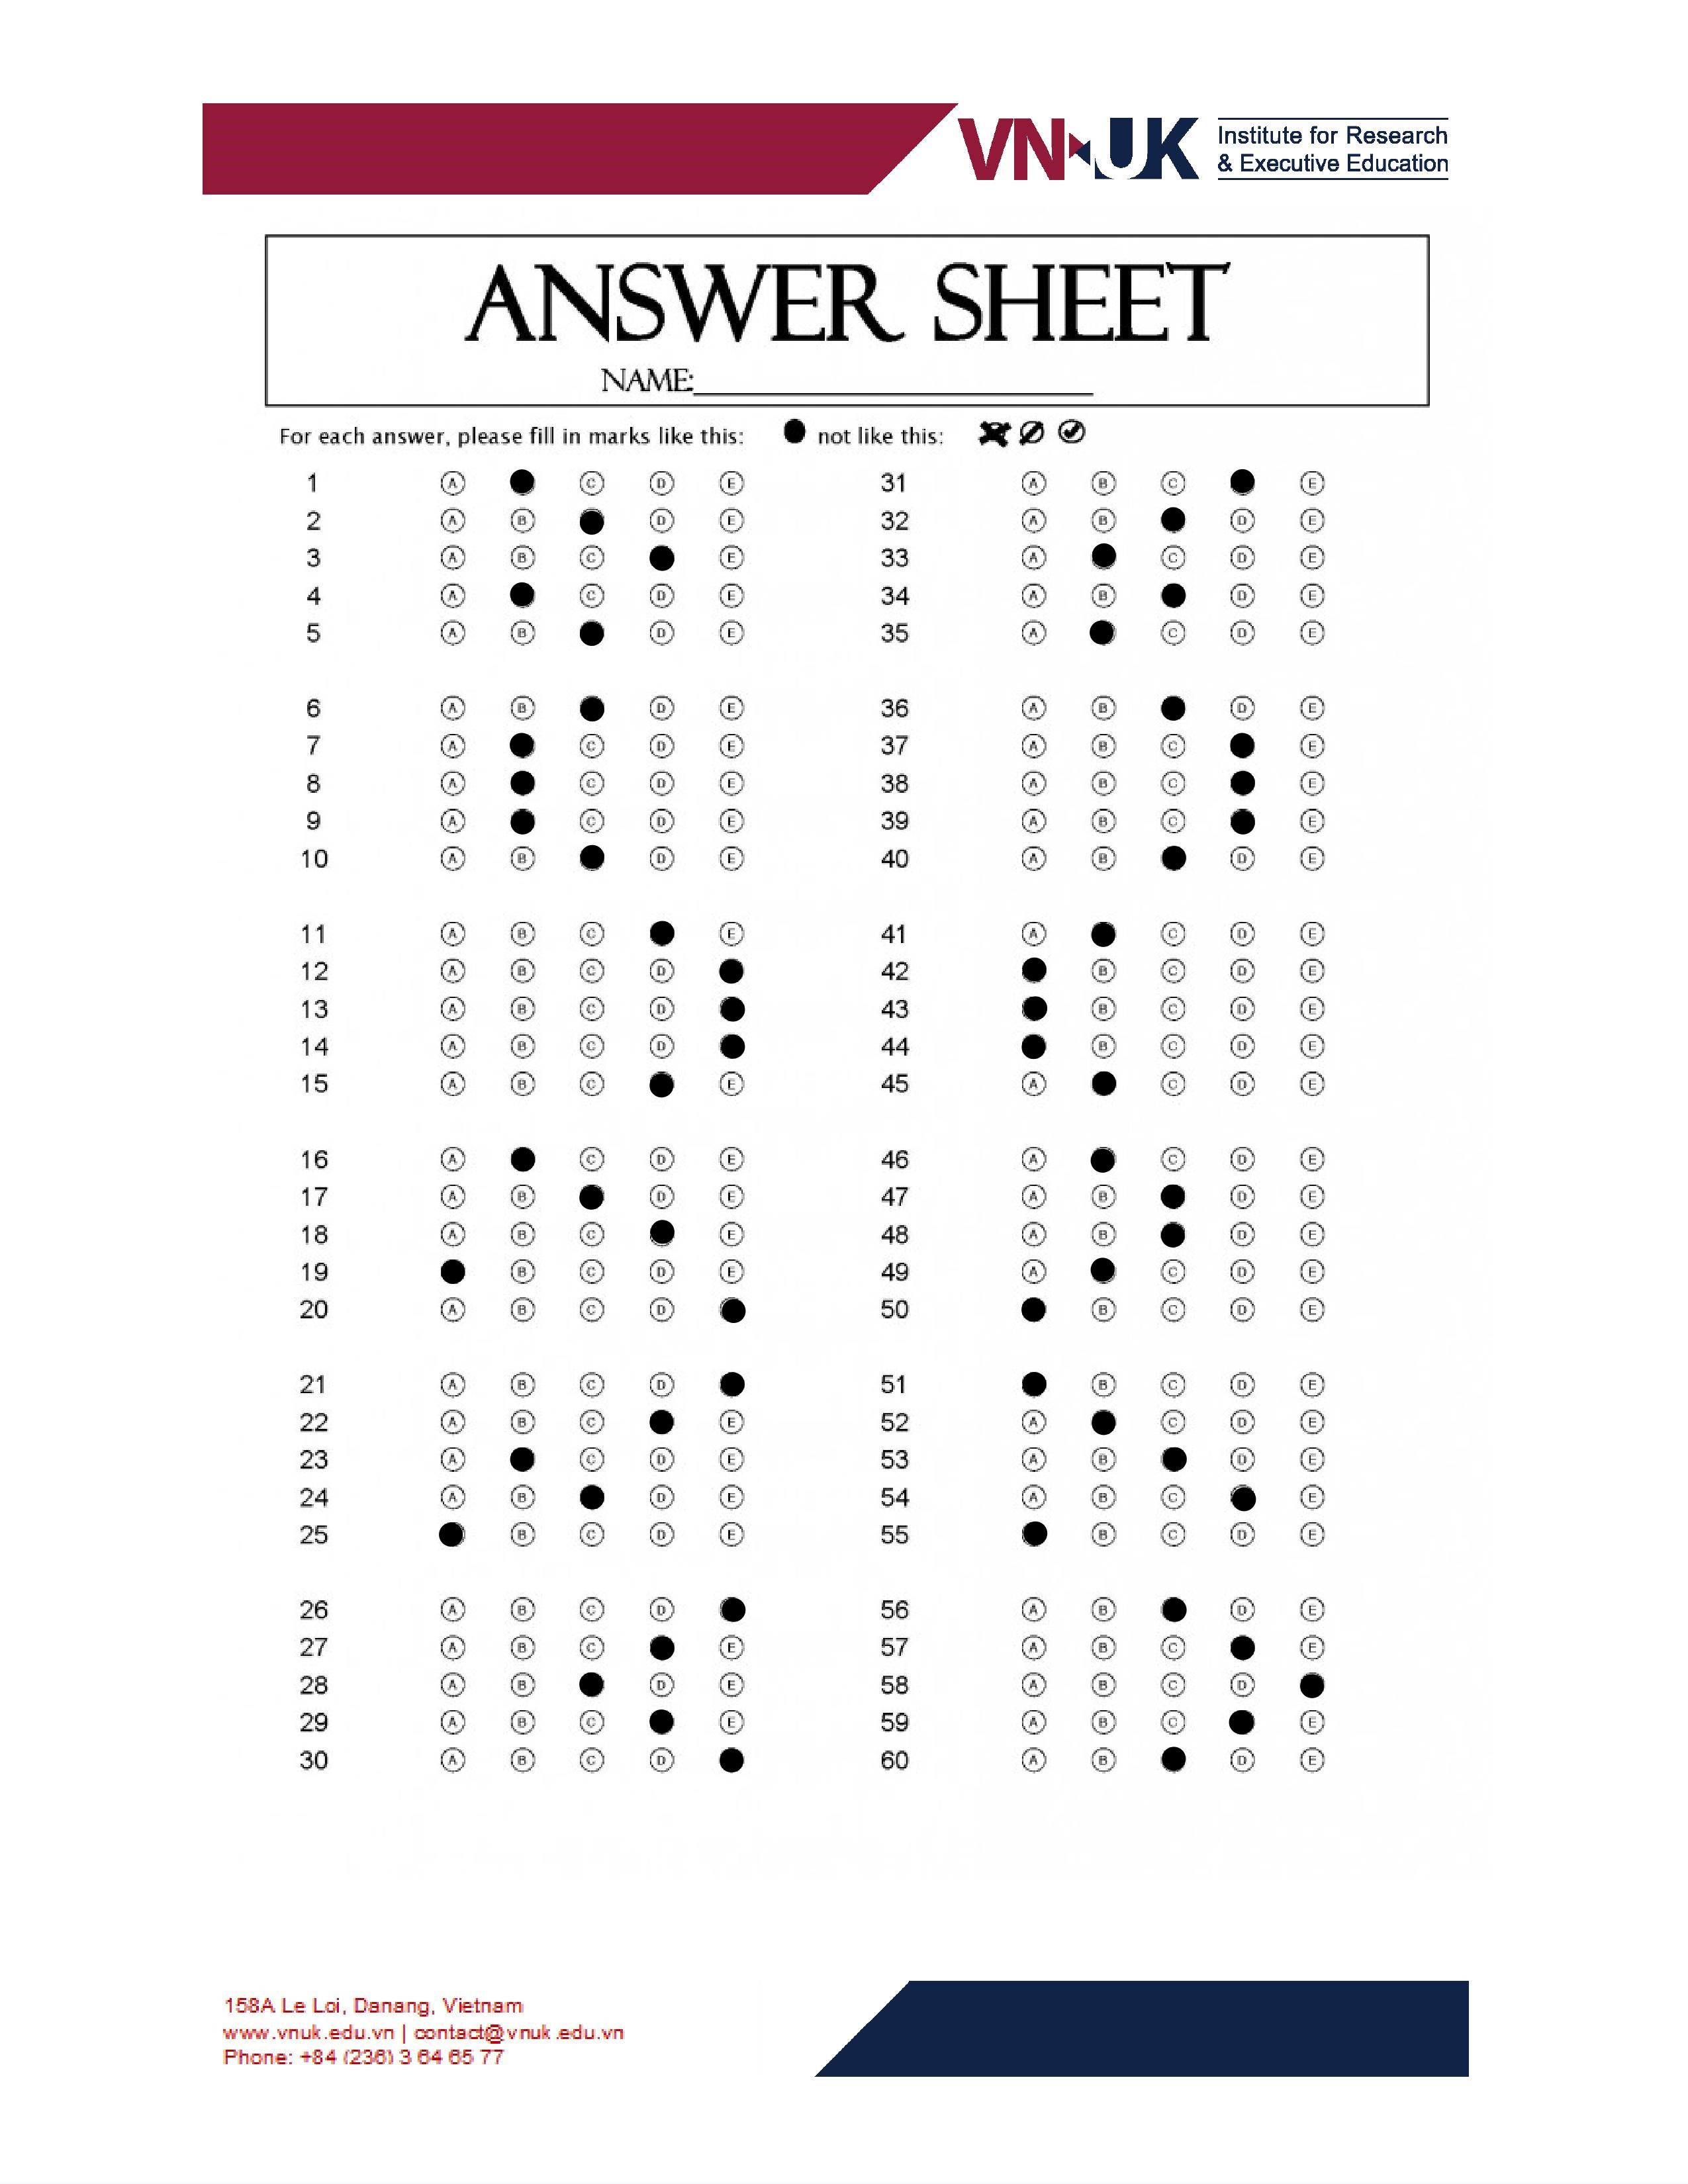 VN UK Institute for Research
& Executive Education
ANSWER SHEET
NAME:
For each answer, please fill in marks like this: not like this:
1 A C D E 31 A B C E
2 A B D E 32 A B D E
3 A B C E 33 A C D E
4 A C D E 34 A B D E
5 A B D E 35 A C D E
6 A B D E 36 A B D E
7 A C D E 37 A B C E
8 A C D E 38 A B C E
9 A C D E 39 A B C E
10 A B D E 40 A B D E
11 A B C E 41 A C D E
12 A B C D 42 B C D E
13 A B C D 43 B C D E
14 A B C D 44 B C D E
15 A B C E 45 A C D E
16 A C D E 46 A C D E
17 A B D E 47 A B D E
18 A B C E 48 A B D E
19 B C D E 49 A C D E
20 A B C D 50 B C D E
21 A B C D 51 B C D E
22 A B C E 52 A C D E
23 A C D E 53 A B D E
24 A B D E 54 A B C E
25 B C D E 55 B C D E
26 A B C D 56 A B D E
27 A B C E 57 A B C E
28 A B D E 58 A B C D
29 A B C E 59 A B C E
30 A B C D 60 A B D E
158A Le Loi, Danang, Vietnam
www.vnuk.edu.vn | contact@vnuk.edu.vn
Phone: +84 (236) 3 64 65 77